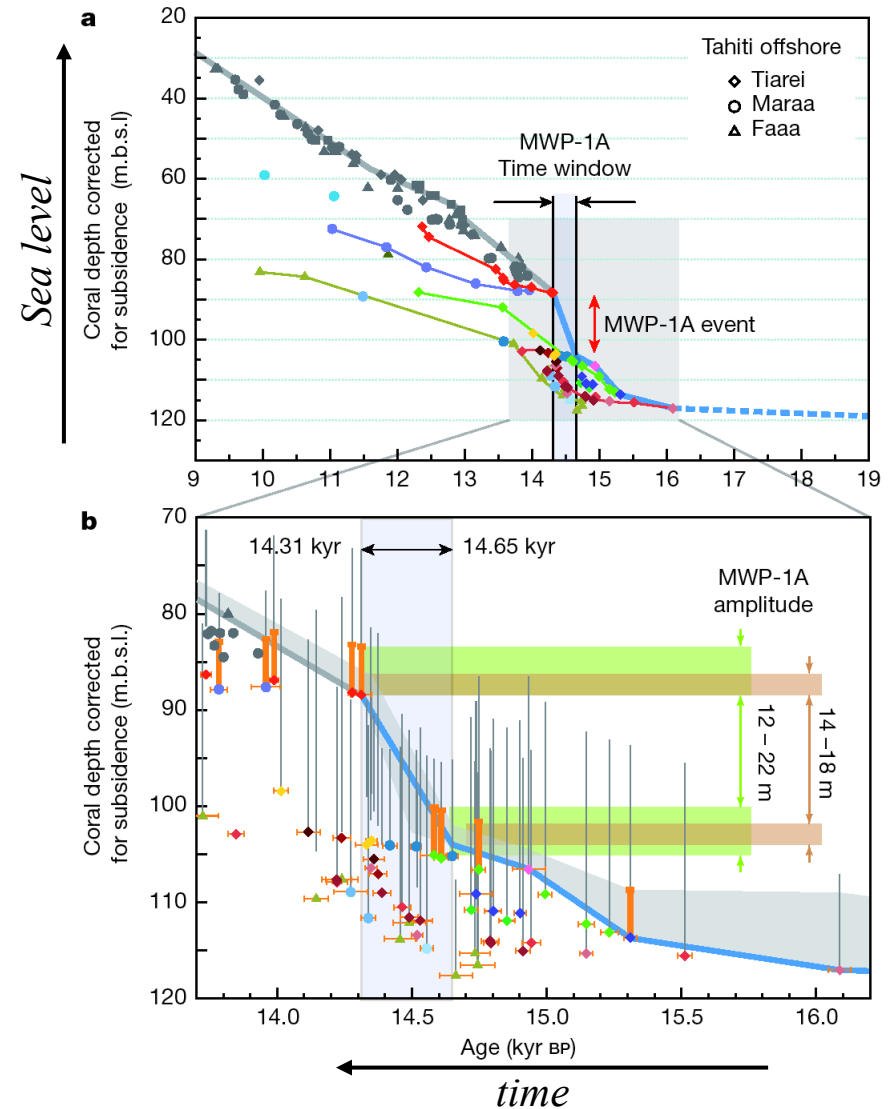 a
20
40
60
80
100
120
Sea level
Coral depth corrected
for subsidence (m.b.s.l)
Tahiti offshore
Tiarei
Maraa
Faaa
MWP-1A
Time window
MWP-1A event
9 10 11 12 13 14 15 16 17 18 19
b
70
80
90
100
110
120
Coral depth corrected
for subsidence (m.b.s.l.)
14.31 kyr
14.65 kyr
MWP-1A
amplitude
12 – 22 m
14 –18 m
14.0 14.5 15.0 15.5 16.0
Age (kyr BP)
time